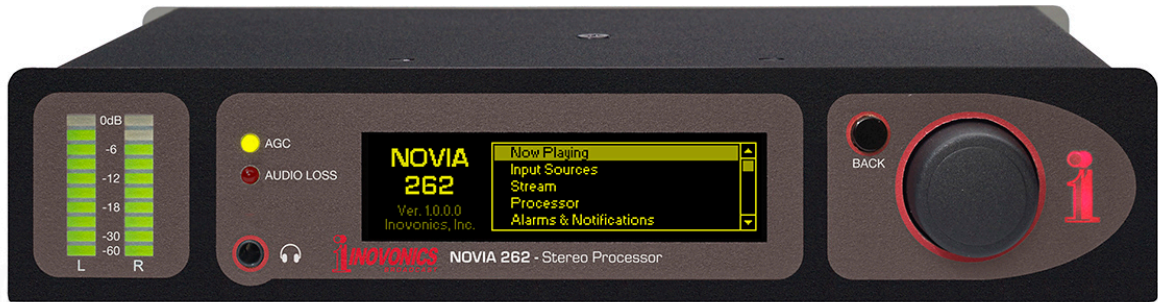 0dB
-6
-12
-18
-30
-60
L R
AGC
AUDIO LOSS
NOVIA
262
Ver. 1.0.0.0
Inovonics, Inc.
Now Playing
Input Sources
Stream
Processor
Alarms & Notifications
INOVONICS
NOVIA 262 - Stereo Processor
BACK
i